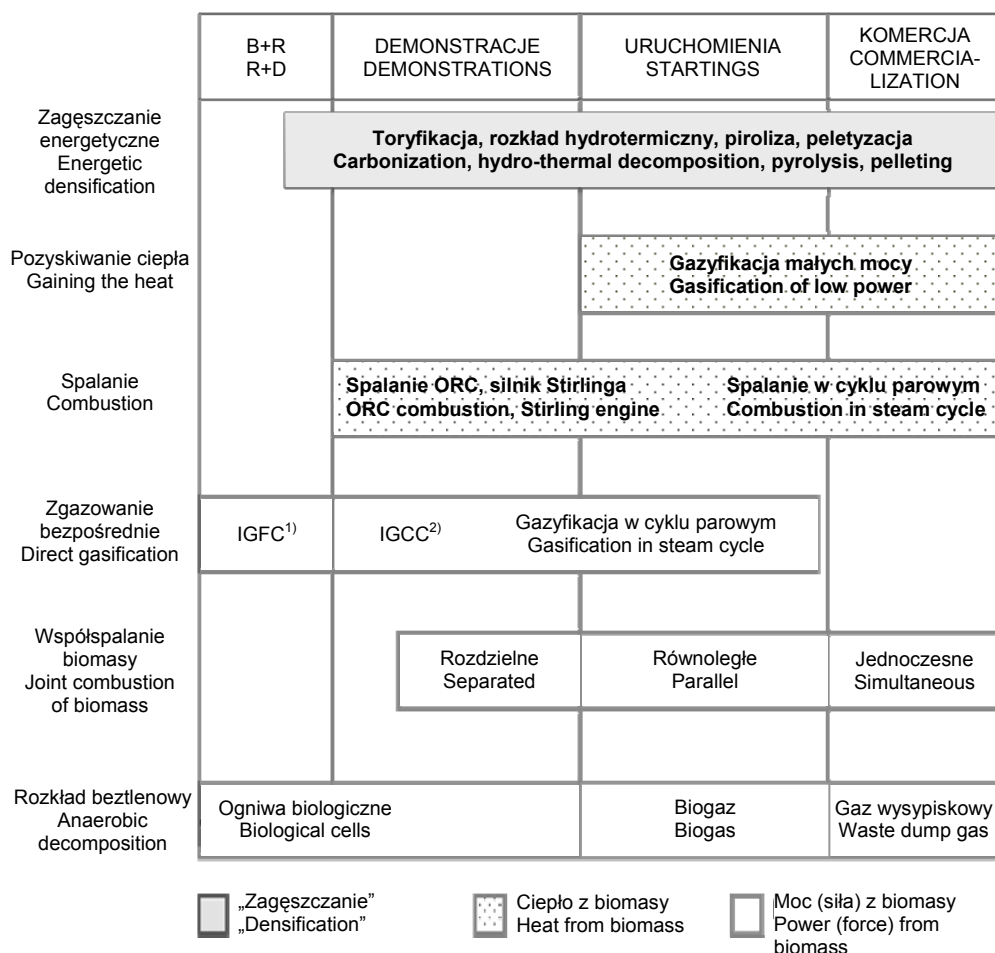 B+R
R+D
DEMONSTRACJE
DEMONSTRATIONS
URUCHOMIENIA
STARTINGS
KOMERCJA
COMMERCIA-
LIZATION
Zagęszczanie
energetyczne
Energetic
densification
Toryfikacja, rozkład hydrotermiczny, piroliza, peletyzacja
Carbonization, hydro-thermal decomposition, pyrolysis, pelleting
Pozyskiwanie ciepła
Gaining the heat
Gazyfikacja małych mocy
Gasification of low power
Spalanie
Combustion
Spalanie ORC, silnik Stirlinga
ORC combustion, Stirling engine
Spalanie w cyklu parowym
Combustion in steam cycle
Zgazowanie
bezpośrednie
Direct gasification
IGFC1)
IGCC2)
Gazyfikacja w cyklu parowym
Gasification in steam cycle
Współspalanie
biomasy
Joint combustion
of biomass
Rozdzielne
Separated
Równoległe
Parallel
Jednoczesne
Simultaneous
Rozkład beztlenowy
Anaerobic
decomposition
Ogniwa biologiczne
Biological cells
Biogaz
Biogas
Gaz wysypiskowy
Waste dump gas
„Zagęszczanie”
„Densification”
Ciepło z biomasy
Heat from biomass
Moc (siła) z biomasy
Power (force) from
biomass